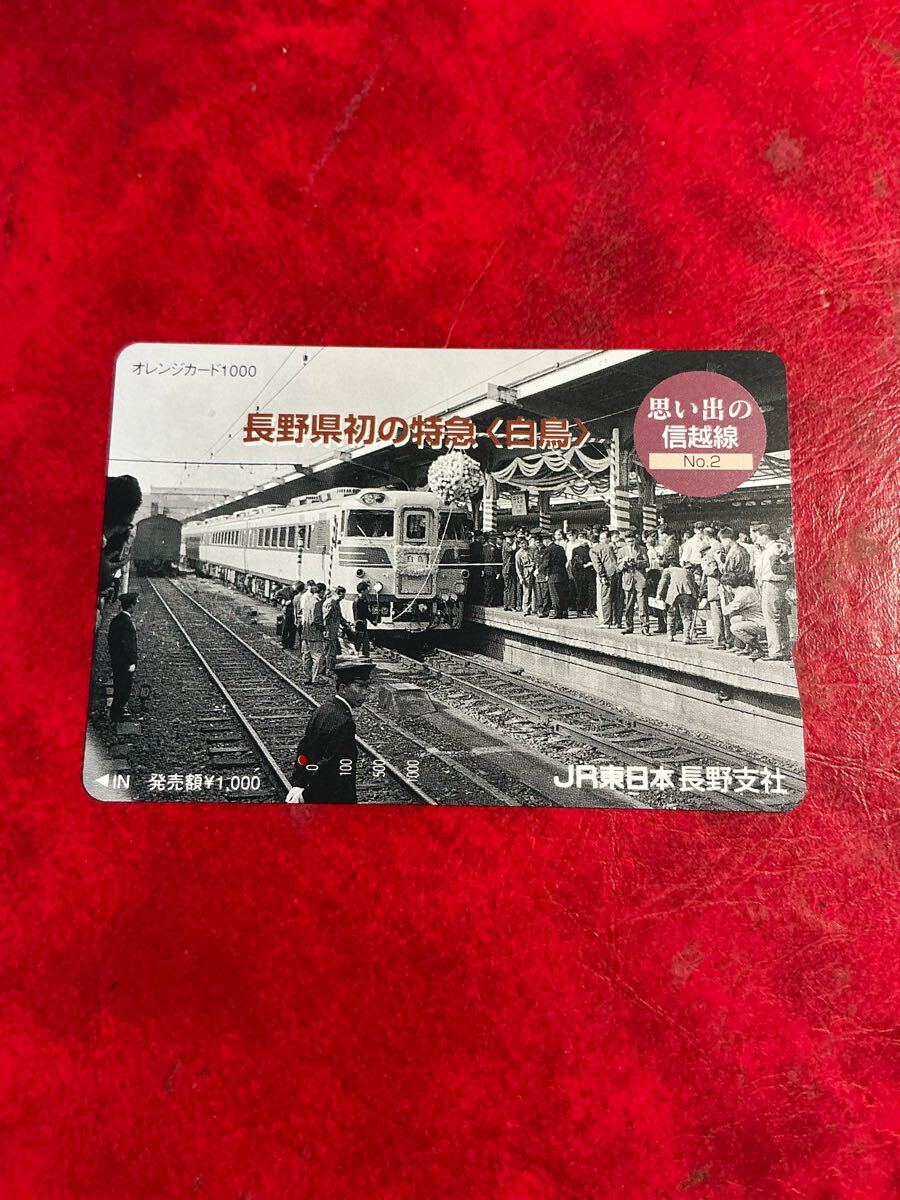 オレンジカード1000
長野県初の特急〈白鳥〉
思い出の
信越線
No.2
白鳥
◀IN 発売額¥1,000
0 100 500 1000
JR東日本 長野支社